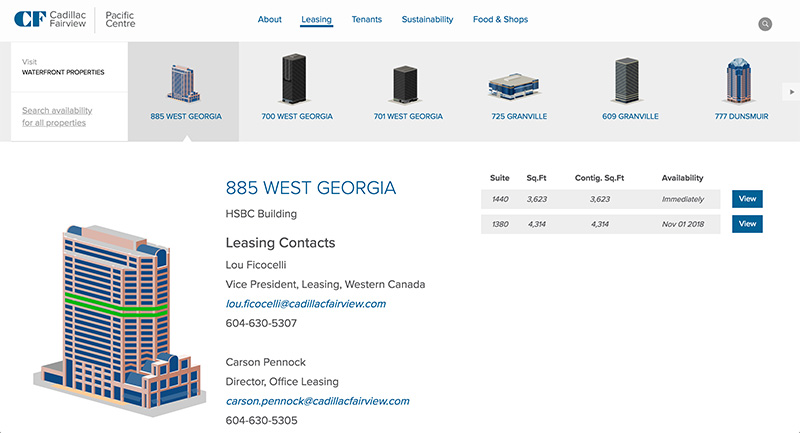 CF Cadillac Fairview
Pacific Centre
About Leasing Tenants Sustainability Food & Shops
Visit
WATERFRONT PROPERTIES
Search availability
for all properties
885 WEST GEORGIA
700 WEST GEORGIA
701 WEST GEORGIA
725 GRANVILLE
609 GRANVILLE
777 DUNSMUIR
885 WEST GEORGIA
HSBC Building
Leasing Contacts
Lou Ficocelli
Vice President, Leasing, Western Canada
lou.ficocelli@cadillacfairview.com
604-630-5307
Carson Pennock
Director, Office Leasing
carson.pennock@cadillacfairview.com
604-630-5305
Suite Sq.Ft Contig. Sq.Ft Availability
1440 3,623 3,623 Immediately View
1380 4,314 4,314 Nov 01 2018 View